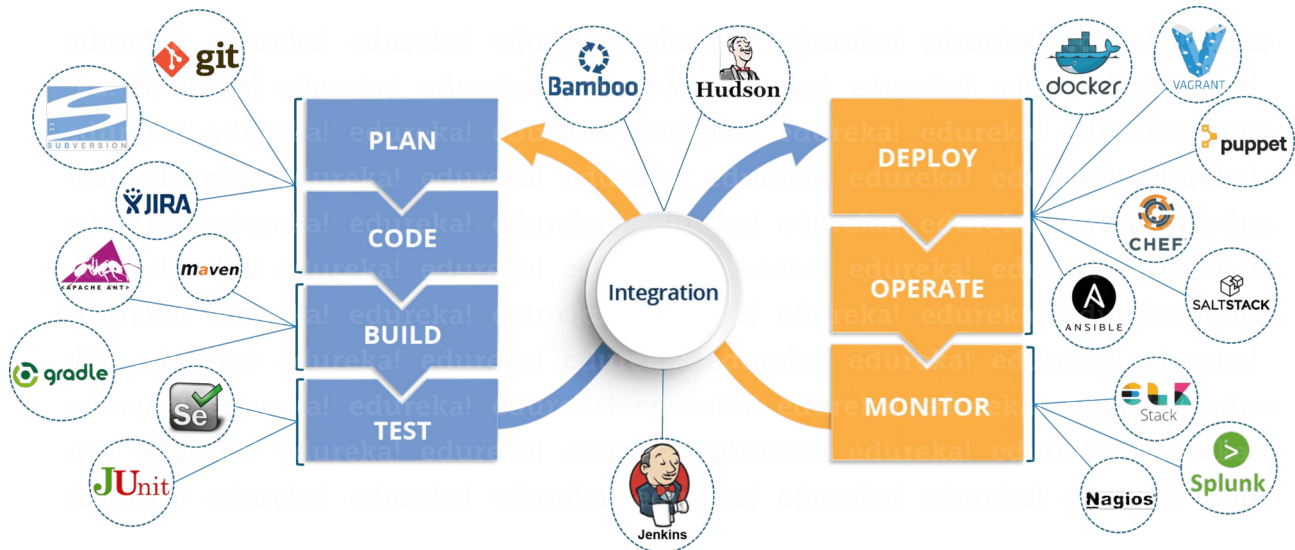 git
SUBVERSION
JIRA
APACHE ANT
maven
gradle
Se
JUnit
PLAN
CODE
BUILD
TEST
Bamboo
Hudson
Integration
Jenkins
DEPLOY
OPERATE
MONITOR
docker
VAGRANT
puppet
CHEF
SALTSTACK
A
ANSIBLE
ELK
Stack
Splunk
Nagios
edureka!